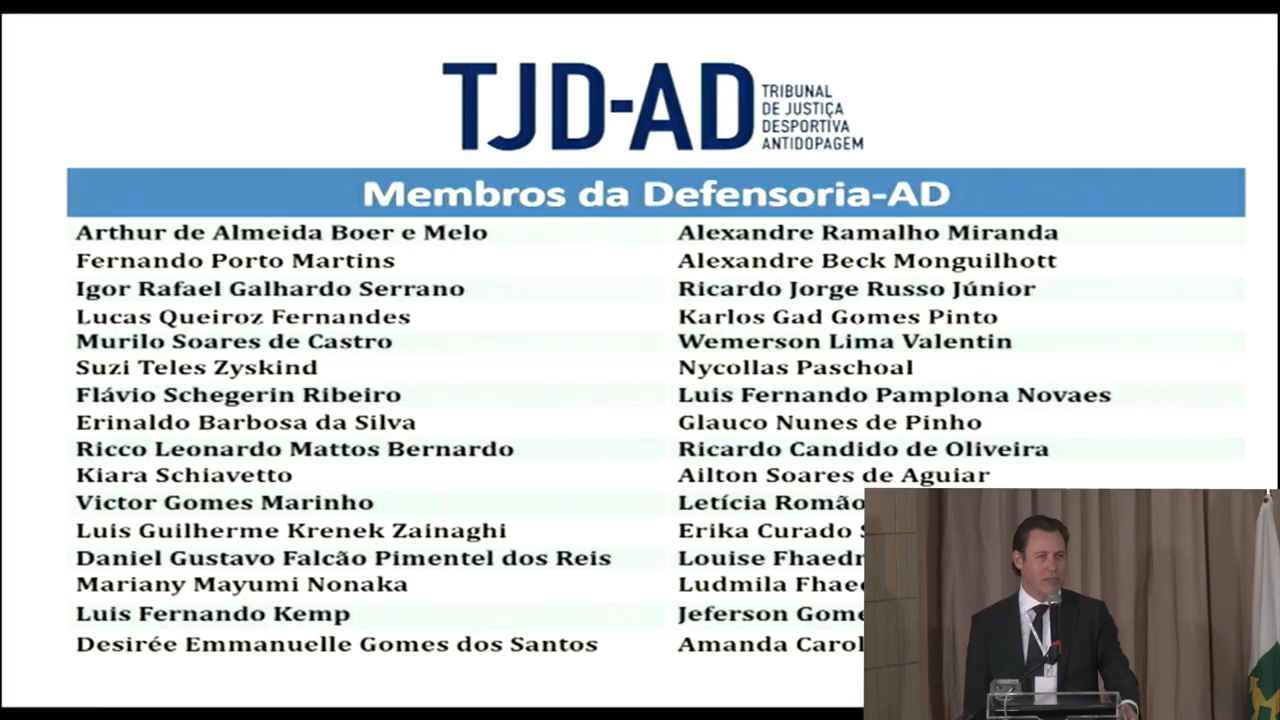 TJD-AD
TRIBUNAL
DE JUSTIÇA
DESPORTIVA
ANTIDOPAGEM
Membros da Defensoria-AD
Arthur de Almeida Boer e Melo
Alexandre Ramalho Miranda
Fernando Porto Martins
Alexandre Beck Monguilhott
Igor Rafael Galhardo Serrano
Ricardo Jorge Russo Júnior
Lucas Queiroz Fernandes
Karlos Gad Gomes Pinto
Murilo Soares de Castro
Wemerson Lima Valentin
Suzi Teles Zyskind
Nycollas Paschoal
Flávio Schegerin Ribeiro
Luis Fernando Pamplona Novaes
Erinaldo Barbosa da Silva
Glauco Nunes de Pinho
Ricco Leonardo Mattos Bernardo
Ricardo Candido de Oliveira
Kiara Schiavetto
Ailton Soares de Aguiar
Victor Gomes Marinho
Letícia Romão
Luis Guilherme Krenek Zainaghi
Erika Curado
Daniel Gustavo Falcão Pimentel dos Reis
Louise
Mariany Mayumi Nonaka
Ludmila
Luis Fernando Kemp
Jeferson
Desirée Emmanuelle Gomes dos Santos
Amanda